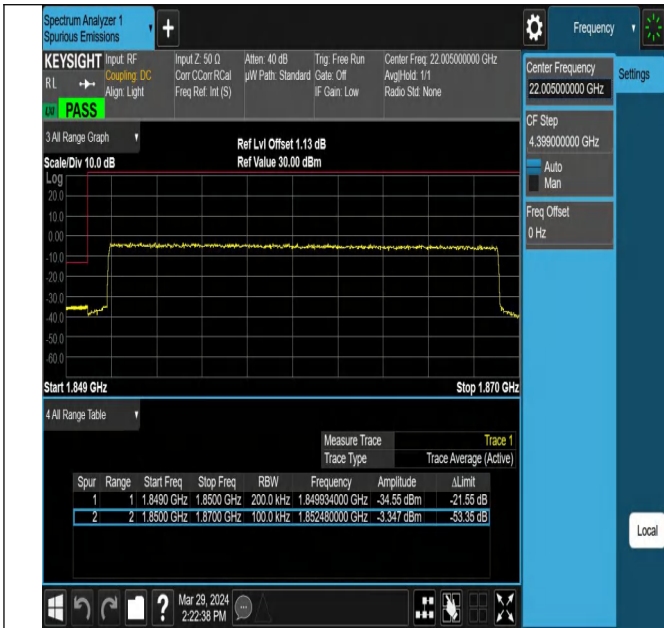 Spectrum Analyzer 1
Spurious Emissions
Frequency
KEYSIGHT
RL
Input: RF
Coupling: DC
Align: Light
Input Z: 50 Ω
Corr CCorr RCal
Freq Ref: Int (S)
Atten: 40 dB
µW Path: Standard
Trig: Free Run
Gate: Off
IF Gain: Low
Center Freq: 22.005000000 GHz
Avg|Hold: 1/1
Radio Std: None
PASS
Center Frequency
22.005000000 GHz
Settings
CF Step
4.399000000 GHz
Auto
Man
Freq Offset
0 Hz
3 All Range Graph
Scale/Div 10.0 dB
Ref Lvl Offset 1.13 dB
Ref Value 30.00 dBm
Log
20.0
10.0
0.00
-10.0
-20.0
-30.0
-40.0
-50.0
-60.0
Start 1.849 GHz Stop 1.870 GHz
4 All Range Table
Measure Trace Trace 1
Trace Type Trace Average (Active)
Spur Range Start Freq Stop Freq RBW Frequency Amplitude ΔLimit
1 1 1.8490 GHz 1.8500 GHz 200.0 kHz 1.849934000 GHz -34.55 dBm -21.55 dB
2 2 1.8500 GHz 1.8700 GHz 100.0 kHz 1.852480000 GHz -3.347 dBm -53.35 dB
Local
Mar 29, 2024
2:22:38 PM